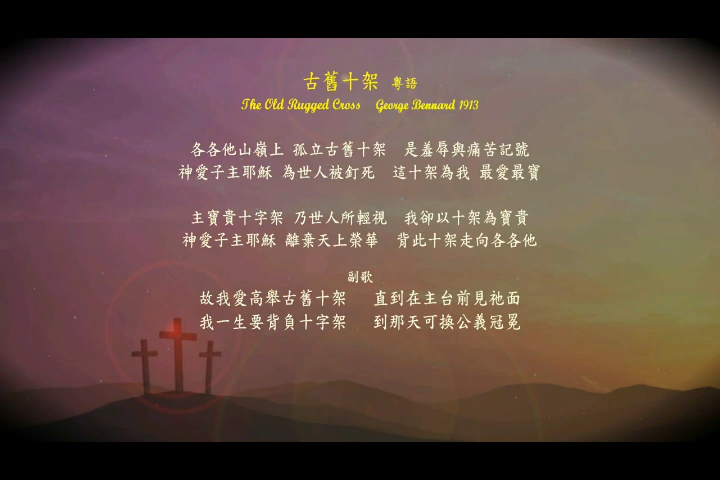 古舊十架 粵語
The Old Rugged Cross George Bennard 1913
各各他山嶺上 孤立古舊十架 是羞辱與痛苦記號
神愛子主耶穌 為世人被釘死 這十架為我 最愛最寶
主寶貴十字架 乃世人所輕視 我卻以十架為寶貴
神愛子主耶穌 離棄天上榮華 背此十架走向各各他
副歌
故我愛高舉古舊十架 直到在主台前見祂面
我一生要背負十字架 到那天可換公義冠冕